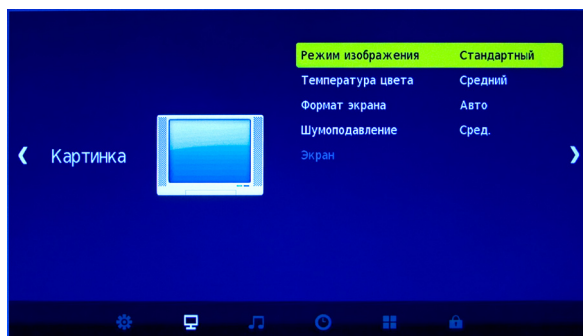 Режим изображения Стандартный
Температура цвета Средний
Формат экрана Авто
Шумоподавление Сред.
Экран
Картинка